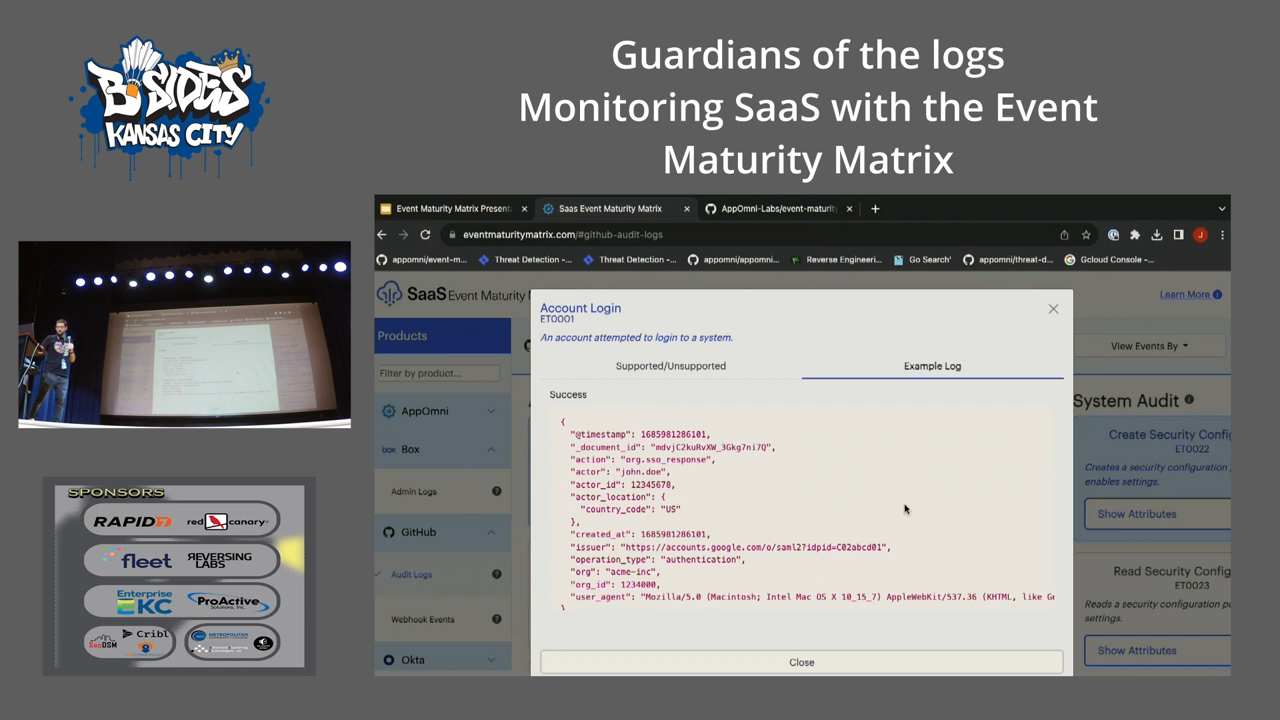 B·SIDES
KANSAS CITY
Guardians of the logs
Monitoring SaaS with the Event
Maturity Matrix
SPONSORS
RAPID7
red canary
fleet
REVERSING
LABS
Enterprise
KC
ProActive
Solutions, Inc.
SecDSM
Cribl
METROPOLITAN
Event Maturity Matrix Present
Saas Event Maturity Matrix
AppOmni-Labs/event-maturity
eventmaturitymatrix.com/#github-audit-logs
appomni/event-m...
Threat Detection -...
Threat Detection -...
appomni/appomni...
Reverse Engineeri...
Go Search'
appomni/threat-d...
Gcloud Console -...
SaaS Event Maturity M
Learn More
Products
Filter by product...
AppOmni
box Box
Admin Logs
GitHub
Audit Logs
Webhook Events
Okta
Account Login
ET0001
An account attempted to login to a system.
Supported/Unsupported
Example Log
Success
{
"@timestamp": 1685981286101,
"_document_id": "mdvjC2kuRvXW_3Gkg7ni7Q",
"action": "org.sso_response",
"actor": "john.doe",
"actor_id": 12345678,
"actor_location": {
"country_code": "US"
},
"created_at": 1685981286101,
"issuer": "https://accounts.google.com/o/saml2?idpid=C02abcd01",
"operation_type": "authentication",
"org": "acme-inc",
"org_id": 1234000,
"user_agent": "Mozilla/5.0 (Macintosh; Intel Mac OS X 10_15_7) AppleWebKit/537.36 (KHTML, like Ge
}
Close
View Events By
System Audit
Create Security Config
ET0022
Creates a security configuration
enables settings.
Show Attributes
Read Security Config
ET0023
Reads a security configuration po
settings.
Show Attributes